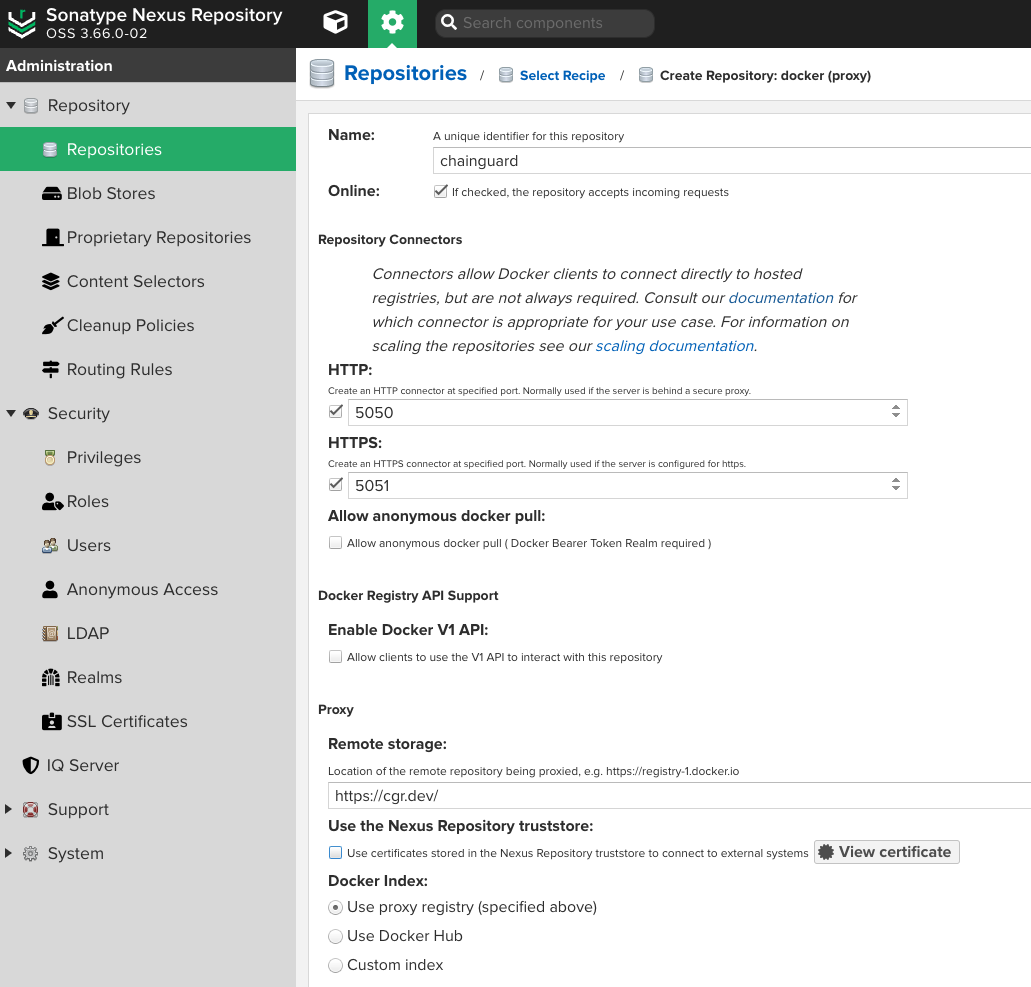 Sonatype Nexus Repository
OSS 3.66.0-02
Search components
Administration
Repository
Repositories
Blob Stores
Proprietary Repositories
Content Selectors
Cleanup Policies
Routing Rules
Security
Privileges
Roles
Users
Anonymous Access
LDAP
Realms
SSL Certificates
IQ Server
Support
System
Repositories / Select Recipe / Create Repository: docker (proxy)
Name:
A unique identifier for this repository
chainguard
Online:
If checked, the repository accepts incoming requests
Repository Connectors
Connectors allow Docker clients to connect directly to hosted
registries, but are not always required. Consult our documentation for
which connector is appropriate for your use case. For information on
scaling the repositories see our scaling documentation.
HTTP:
Create an HTTP connector at specified port. Normally used if the server is behind a secure proxy.
5050
HTTPS:
Create an HTTPS connector at specified port. Normally used if the server is configured for https.
5051
Allow anonymous docker pull:
Allow anonymous docker pull ( Docker Bearer Token Realm required )
Docker Registry API Support
Enable Docker V1 API:
Allow clients to use the V1 API to interact with this repository
Proxy
Remote storage:
Location of the remote repository being proxied, e.g. https://registry-1.docker.io
https://cgr.dev/
Use the Nexus Repository truststore:
Use certificates stored in the Nexus Repository truststore to connect to external systems
View certificate
Docker Index:
Use proxy registry (specified above)
Use Docker Hub
Custom index